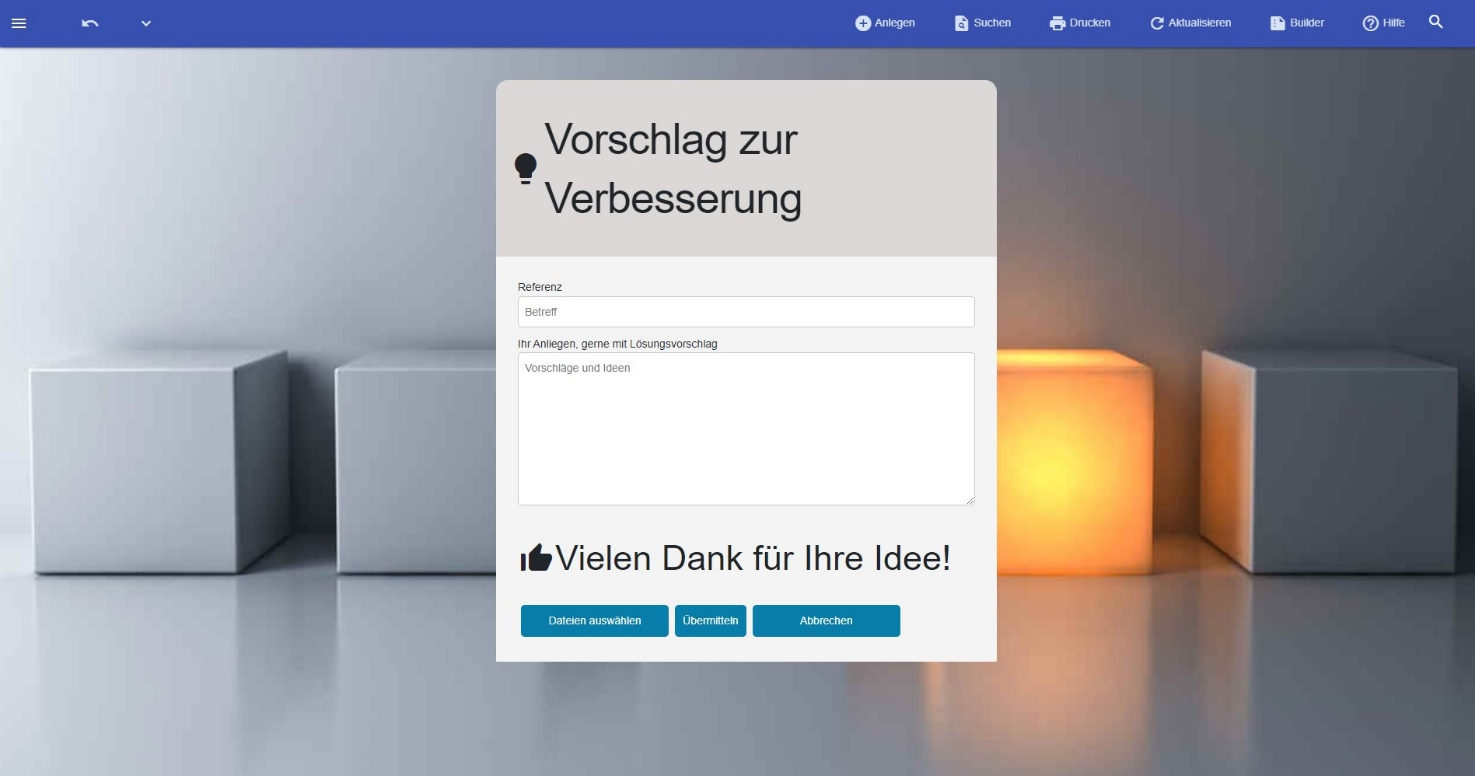 Anlegen
Suchen
Drucken
Aktualisieren
Builder
Hilfe
Vorschlag zur
Verbesserung
Referenz
Betreff
Ihr Anliegen, gerne mit Lösungsvorschlag
Vorschläge und Ideen
Vielen Dank für Ihre Idee!
Dateien auswählen
Übermitteln
Abbrechen